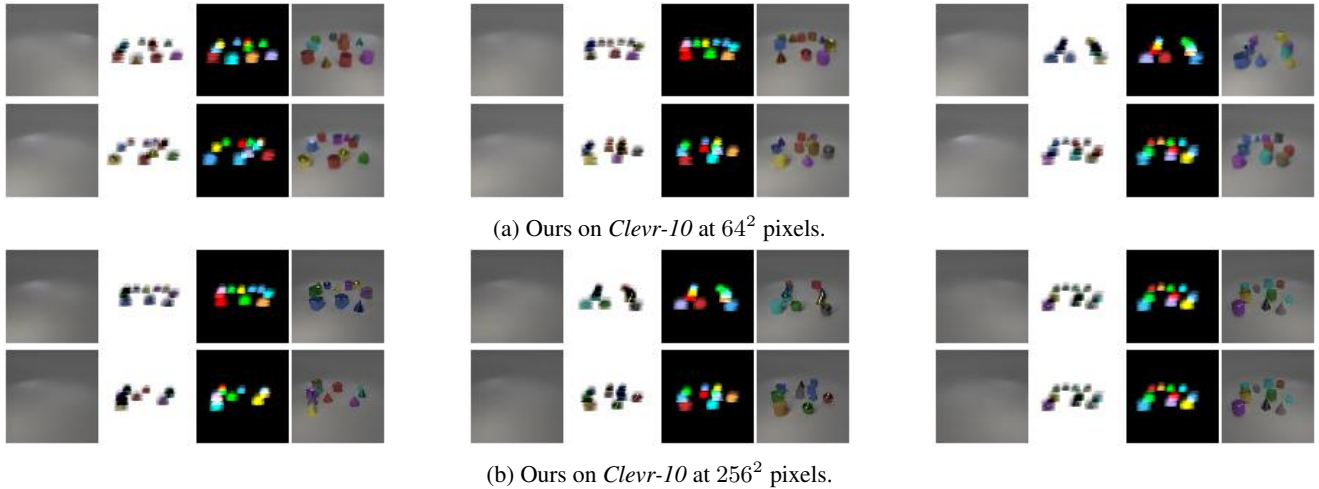 (a) Ours on Clevr-10 at 64² pixels.
(b) Ours on Clevr-10 at 256² pixels.